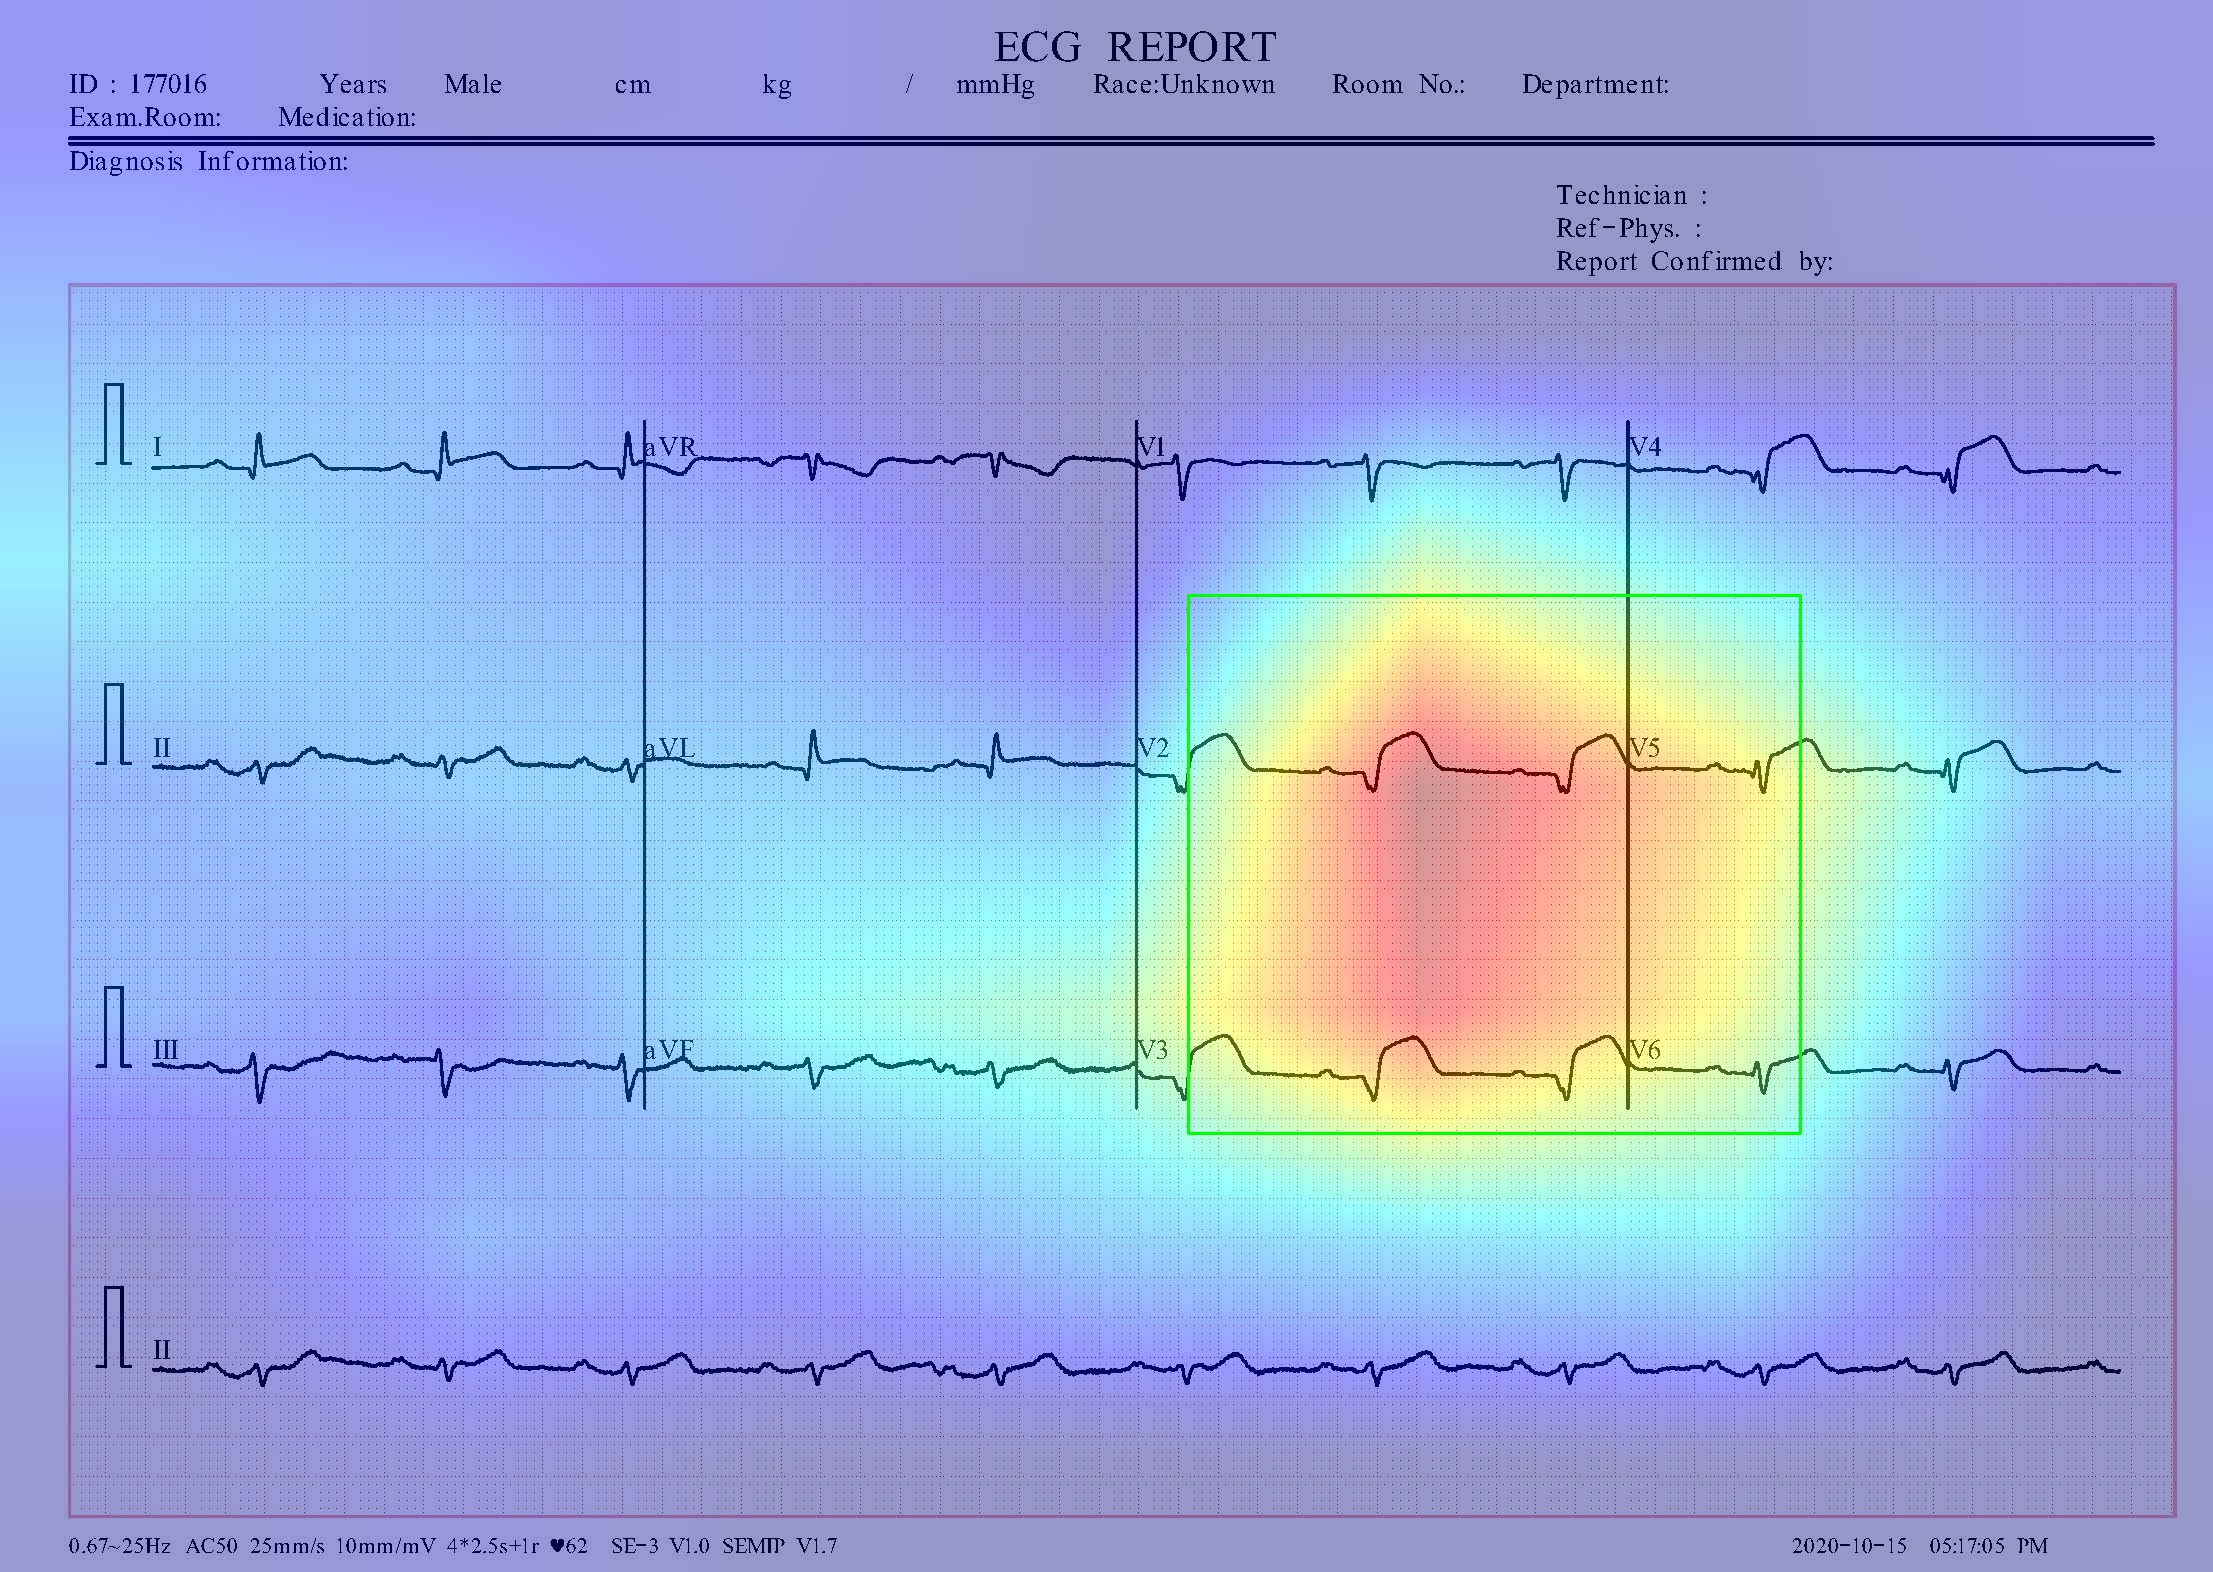 ECG REPORT
ID : 177016 Years Male cm kg / mmHg Race:Unknown Room No.: Department:
Exam.Room: Medication:
Diagnosis Information:
Technician :
Ref-Phys. :
Report Confirmed by:
I aVR V1 V4
II aVL V2 V5
III aVF V3 V6
II
0.67~25Hz AC50 25mm/s 10mm/mV 4*2.5s+1r ♥62 SE-3 V1.0 SEMIP V1.7 2020-10-15 05:17:05 PM